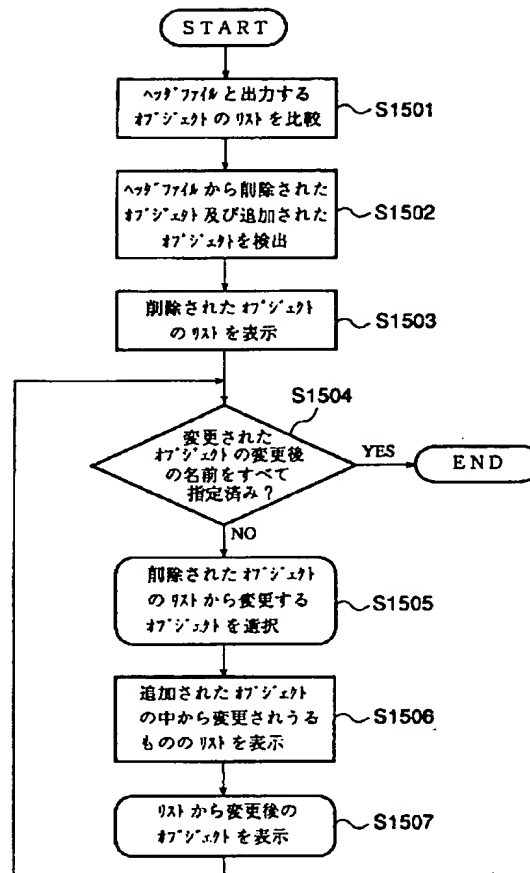 START
ﾍｯﾀﾞファイルと出力する
ｵﾌﾞｼﾞｪｸﾄのﾘｽﾄを比較
S1501
ﾍｯﾀﾞファイルから削除された
ｵﾌﾞｼﾞｪｸﾄ及び追加された
ｵﾌﾞｼﾞｪｸﾄを検出
S1502
削除されたｵﾌﾞｼﾞｪｸﾄ
のﾘｽﾄを表示
S1503
S1504
変更された
ｵﾌﾞｼﾞｪｸﾄの変更後
の名前をすべて
指定済み？
YES
END
NO
削除されたｵﾌﾞｼﾞｪｸﾄ
のﾘｽﾄから変更する
ｵﾌﾞｼﾞｪｸﾄを選択
S1505
追加されたｵﾌﾞｼﾞｪｸﾄ
の中から変更されうる
もののﾘｽﾄを表示
S1506
ﾘｽﾄから変更後の
ｵﾌﾞｼﾞｪｸﾄを表示
S1507